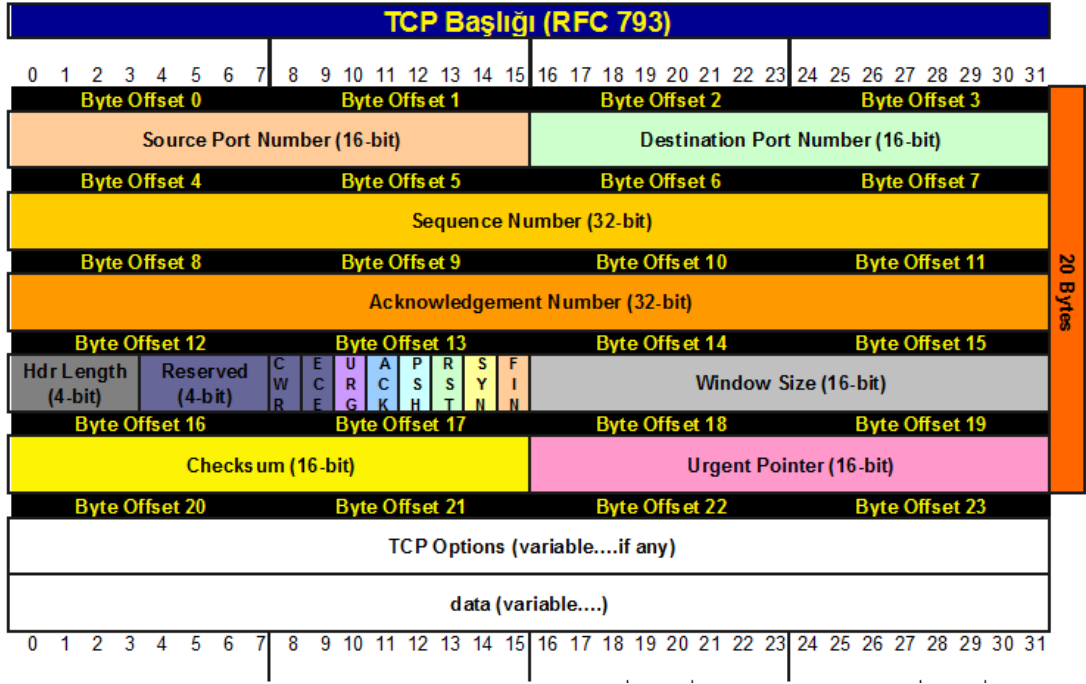 TCP Başlığı (RFC 793)
0 1 2 3 4 5 6 7 8 9 10 11 12 13 14 15 16 17 18 19 20 21 22 23 24 25 26 27 28 29 30 31
Byte Offset 0 Byte Offset 1 Byte Offset 2 Byte Offset 3
Source Port Number (16-bit) Destination Port Number (16-bit)
Byte Offset 4 Byte Offset 5 Byte Offset 6 Byte Offset 7
Sequence Number (32-bit)
Byte Offset 8 Byte Offset 9 Byte Offset 10 Byte Offset 11
Acknowledgement Number (32-bit)
20 Bytes
Byte Offset 12 Byte Offset 13 Byte Offset 14 Byte Offset 15
Hdr Length
(4-bit)
Reserved
(4-bit)
CWR
ECE
URG
ACK
PSH
RST
SYN
FIN
Window Size (16-bit)
Byte Offset 16 Byte Offset 17 Byte Offset 18 Byte Offset 19
Checksum (16-bit) Urgent Pointer (16-bit)
Byte Offset 20 Byte Offset 21 Byte Offset 22 Byte Offset 23
TCP Options (variable....if any)
data (variable....)
0 1 2 3 4 5 6 7 8 9 10 11 12 13 14 15 16 17 18 19 20 21 22 23 24 25 26 27 28 29 30 31